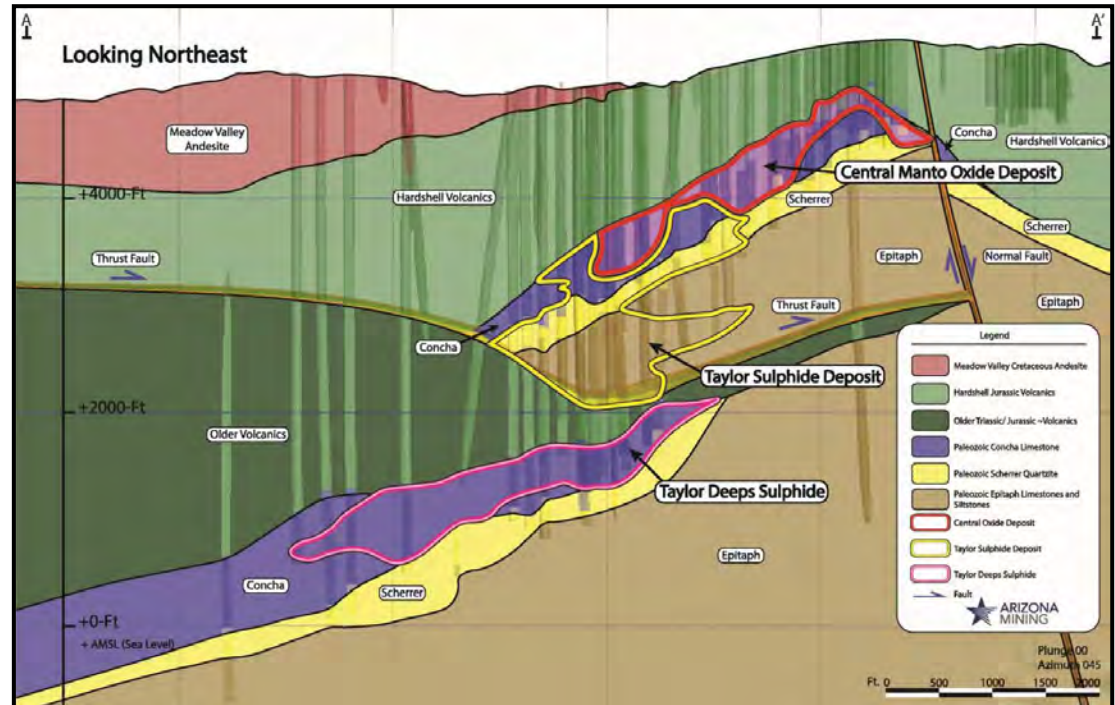 A
A'
Looking Northeast
Meadow Valley
Andesite
Concha
Hardshell Volcanics
Central Manto Oxide Deposit
+4000-Ft
Hardshell Volcanics
Scherrer
Scherrer
Thrust Fault
Epitaph
Normal Fault
Thrust Fault
Epitaph
Concha
Legend
Meadow Valley Cretaceous Andesite
Taylor Sulphide Deposit
Hardshell Jurassic Volcanics
+2000-Ft
Older Triassic/ Jurassic -Volcanics
Older Volcanics
Paleozoic Concha Limestone
Paleozoic Scherrer Quartzite
Taylor Deeps Sulphide
Paleozoic Epitaph Limestones and
Siltstones
Central Oxide Deposit
Taylor Sulphide Deposit
Epitaph
Taylor Deeps Sulphide
Concha
Scherrer
Fault
ARIZONA
MINING
+0-Ft
+ AMSL (Sea Level)
Plunge 00
Azimuth 045
Ft. 0 500 1000 1500 2000